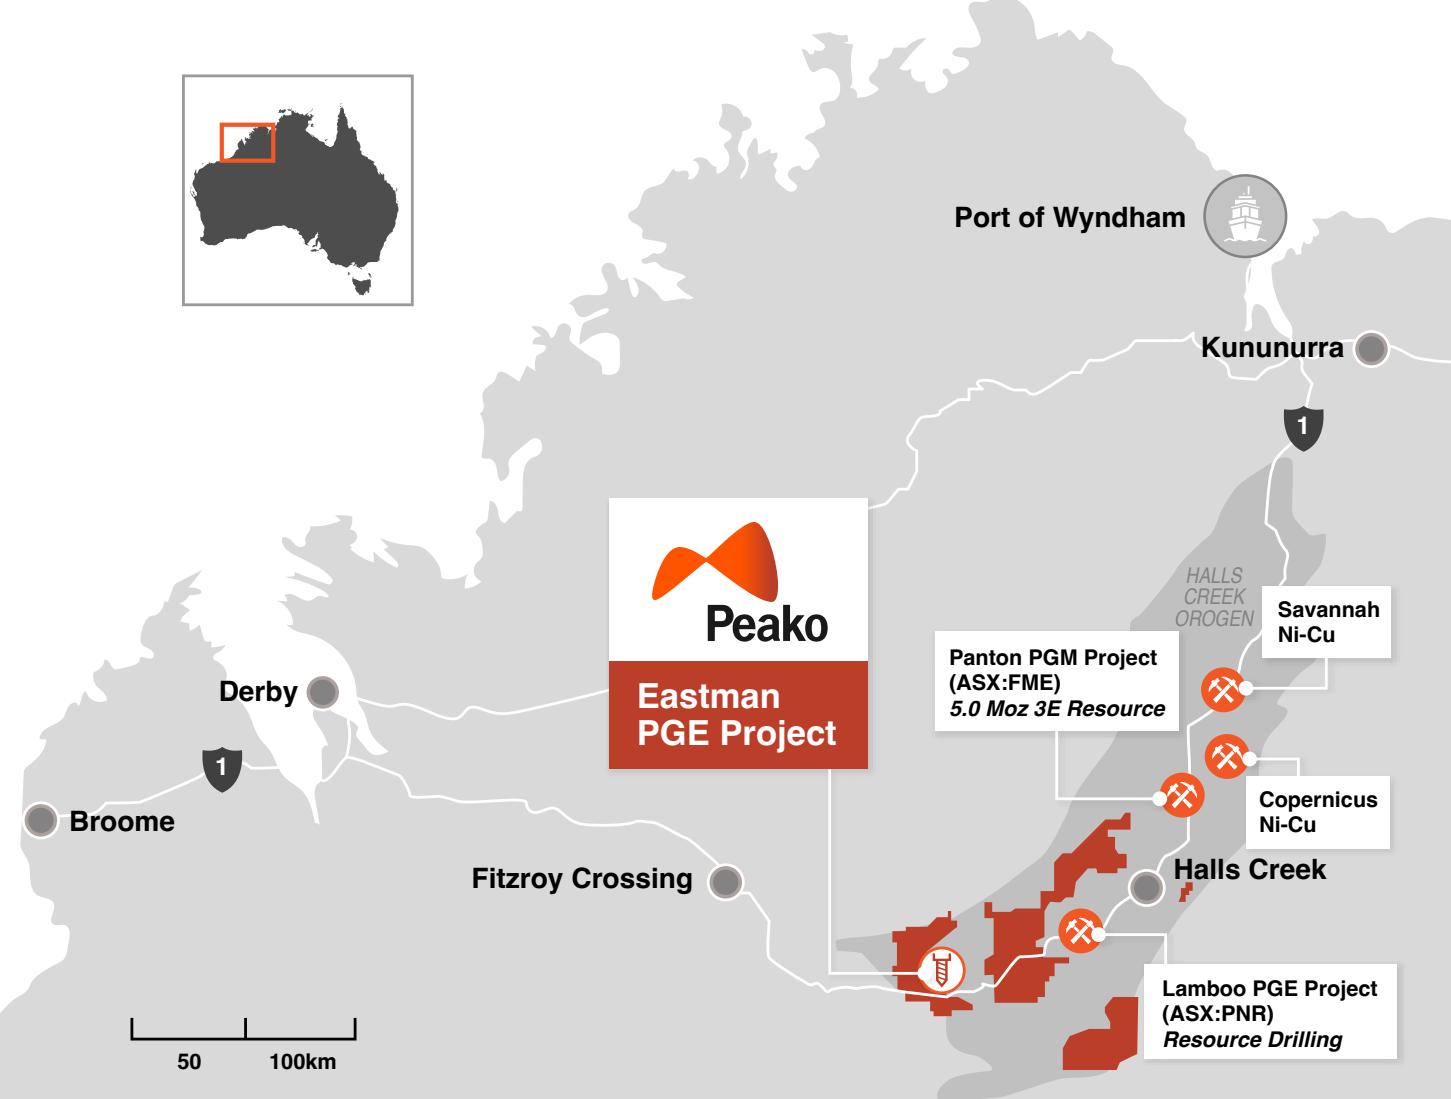 Port of Wyndham
Kununurra
1
HALLS
CREEK
OROGEN
Savannah
Ni-Cu
Panton PGM Project
(ASX:FME)
5.0 Moz 3E Resource
Peako
Eastman
PGE Project
Derby
1
Broome
Copernicus
Ni-Cu
Halls Creek
Fitzroy Crossing
Lamboo PGE Project
(ASX:PNR)
Resource Drilling
50
100km